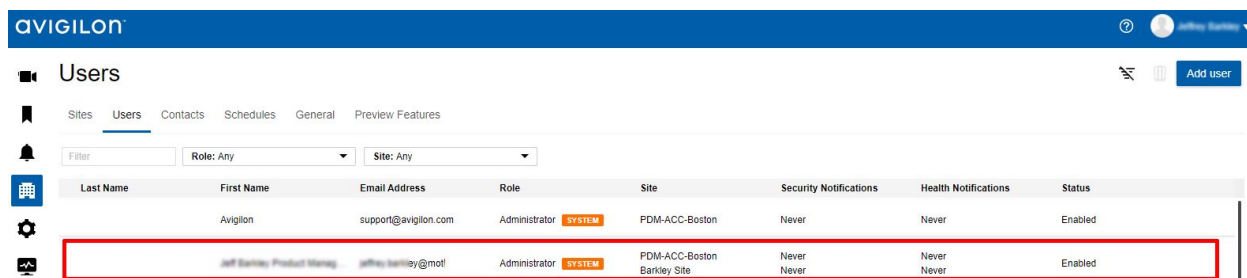 avigilon
Users
Add user
Sites Users Contacts Schedules General Preview Features
Filter Role: Any Site: Any
Last Name First Name Email Address Role Site Security Notifications Health Notifications Status
Avigilon support@avigilon.com Administrator SYSTEM PDM-ACC-Boston Never Never Enabled
Administrator SYSTEM PDM-ACC-Boston Never Never Enabled
Barkley Site Never Never